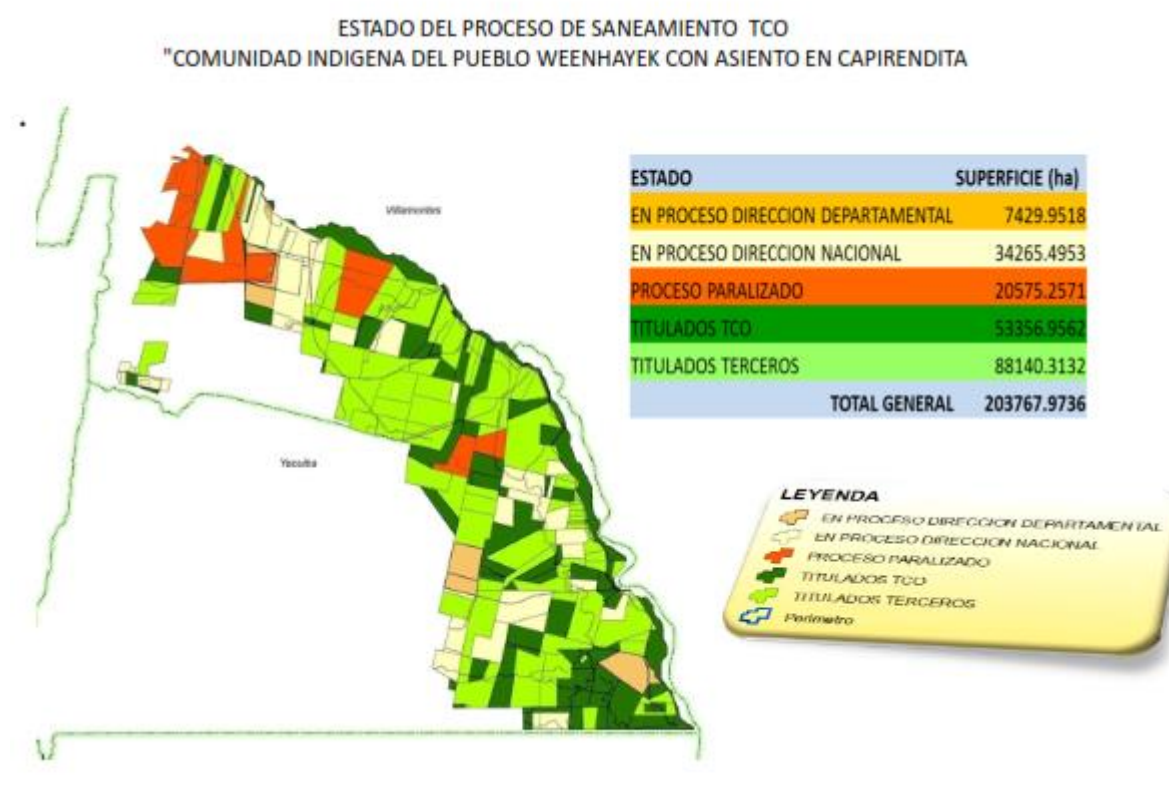 ESTADO DEL PROCESO DE SANEAMIENTO TCO
"COMUNIDAD INDIGENA DEL PUEBLO WEENHAYEK CON ASIENTO EN CAPIRENDITA
Villamontes
Yacuiba
ESTADO SUPERFICIE (ha)
EN PROCESO DIRECCION DEPARTAMENTAL 7429.9518
EN PROCESO DIRECCION NACIONAL 34265.4953
PROCESO PARALIZADO 20575.2571
TITULADOS TCO 53356.9562
TITULADOS TERCEROS 88140.3132
TOTAL GENERAL 203767.9736
LEYENDA
EN PROCESO DIRECCION DEPARTAMENTAL
EN PROCESO DIRECCION NACIONAL
PROCESO PARALIZADO
TITULADOS TCO
TITULADOS TERCEROS
Perimetro